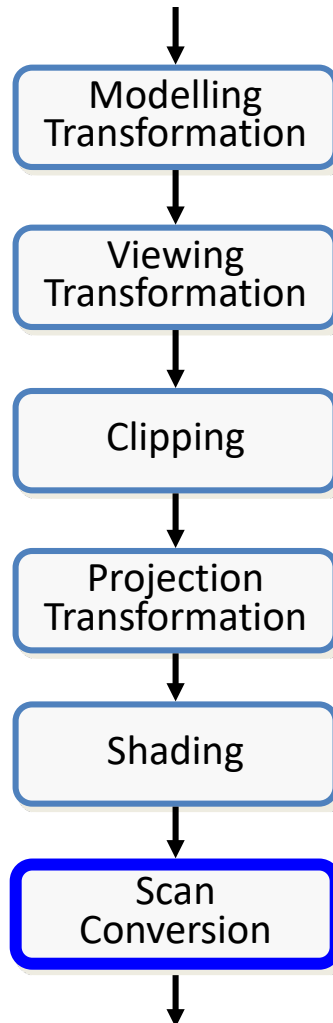 Modelling
Transformation
Viewing
Transformation
Clipping
Projection
Transformation
Shading
Scan
Conversion